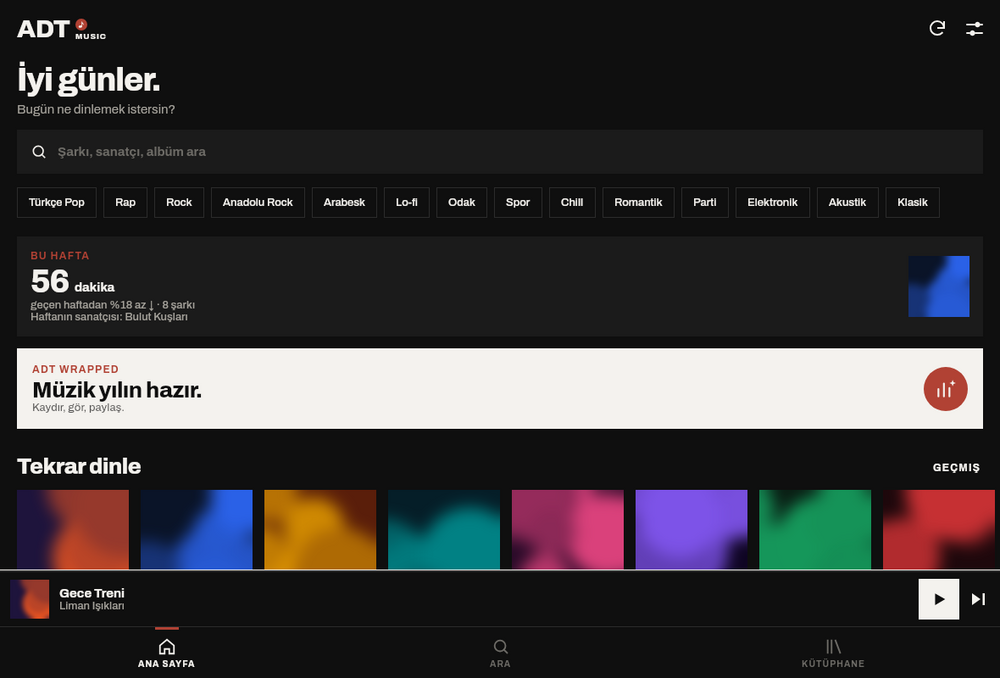 ADT MUSIC
İyi günler.
Bugün ne dinlemek istersin?
Şarkı, sanatçı, albüm ara
Türkçe Pop
Rap
Rock
Anadolu Rock
Arabesk
Lo-fi
Odak
Spor
Chill
Romantik
Parti
Elektronik
Akustik
Klasik
BU HAFTA
56 dakika
geçen haftadan %18 az ↓ · 8 şarkı
Haftanın sanatçısı: Bulut Kuşları
ADT WRAPPED
Müzik yılın hazır.
Kaydır, gör, paylaş.
Tekrar dinle
GEÇMIŞ
Gece Treni
Liman Işıkları
ANA SAYFA
ARA
KÜTÜPHANE